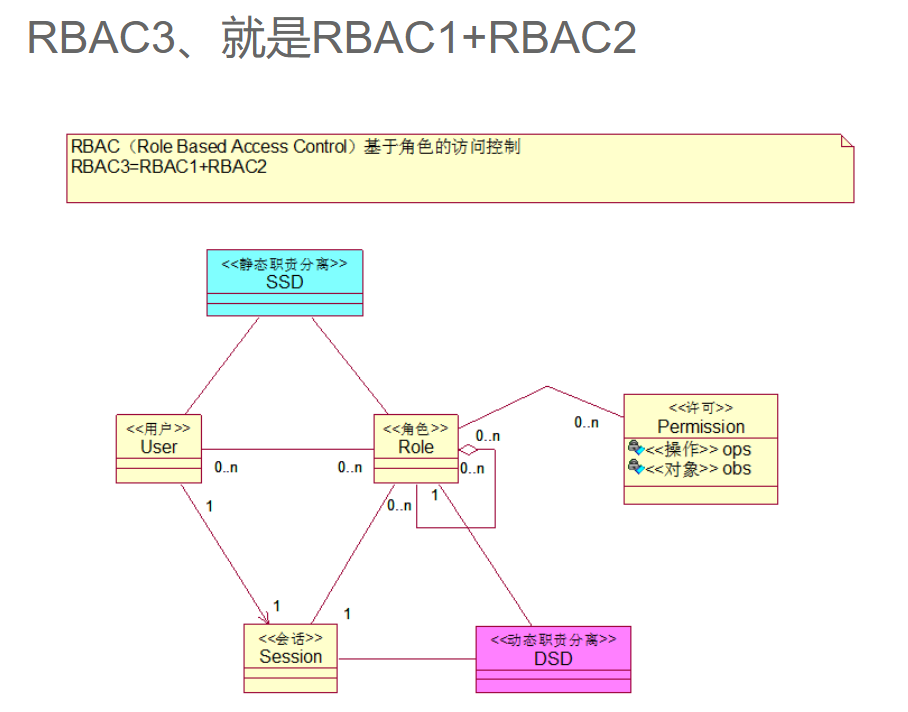 RBAC3、就是RBAC1+RBAC2
RBAC（Role Based Access Control）基于角色的访问控制
RBAC3=RBAC1+RBAC2
<<静态职责分离>>
SSD
<<用户>>
User
<<角色>>
Role
<<许可>>
Permission
<<操作>> ops
<<对象>> obs
0..n
0..n
0..n
0..n
0..n
0..n
1
1
1
1
<<会话>>
Session
<<动态职责分离>>
DSD